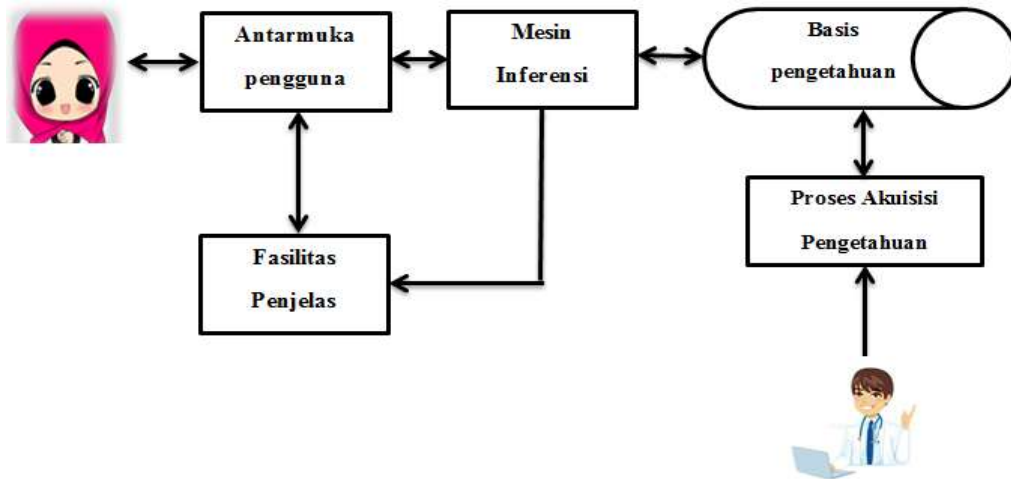 Antarmuka
pengguna
Mesin
Inferensi
Basis
pengetahuan
Proses Akuisisi
Pengetahuan
Fasilitas
Penjelas